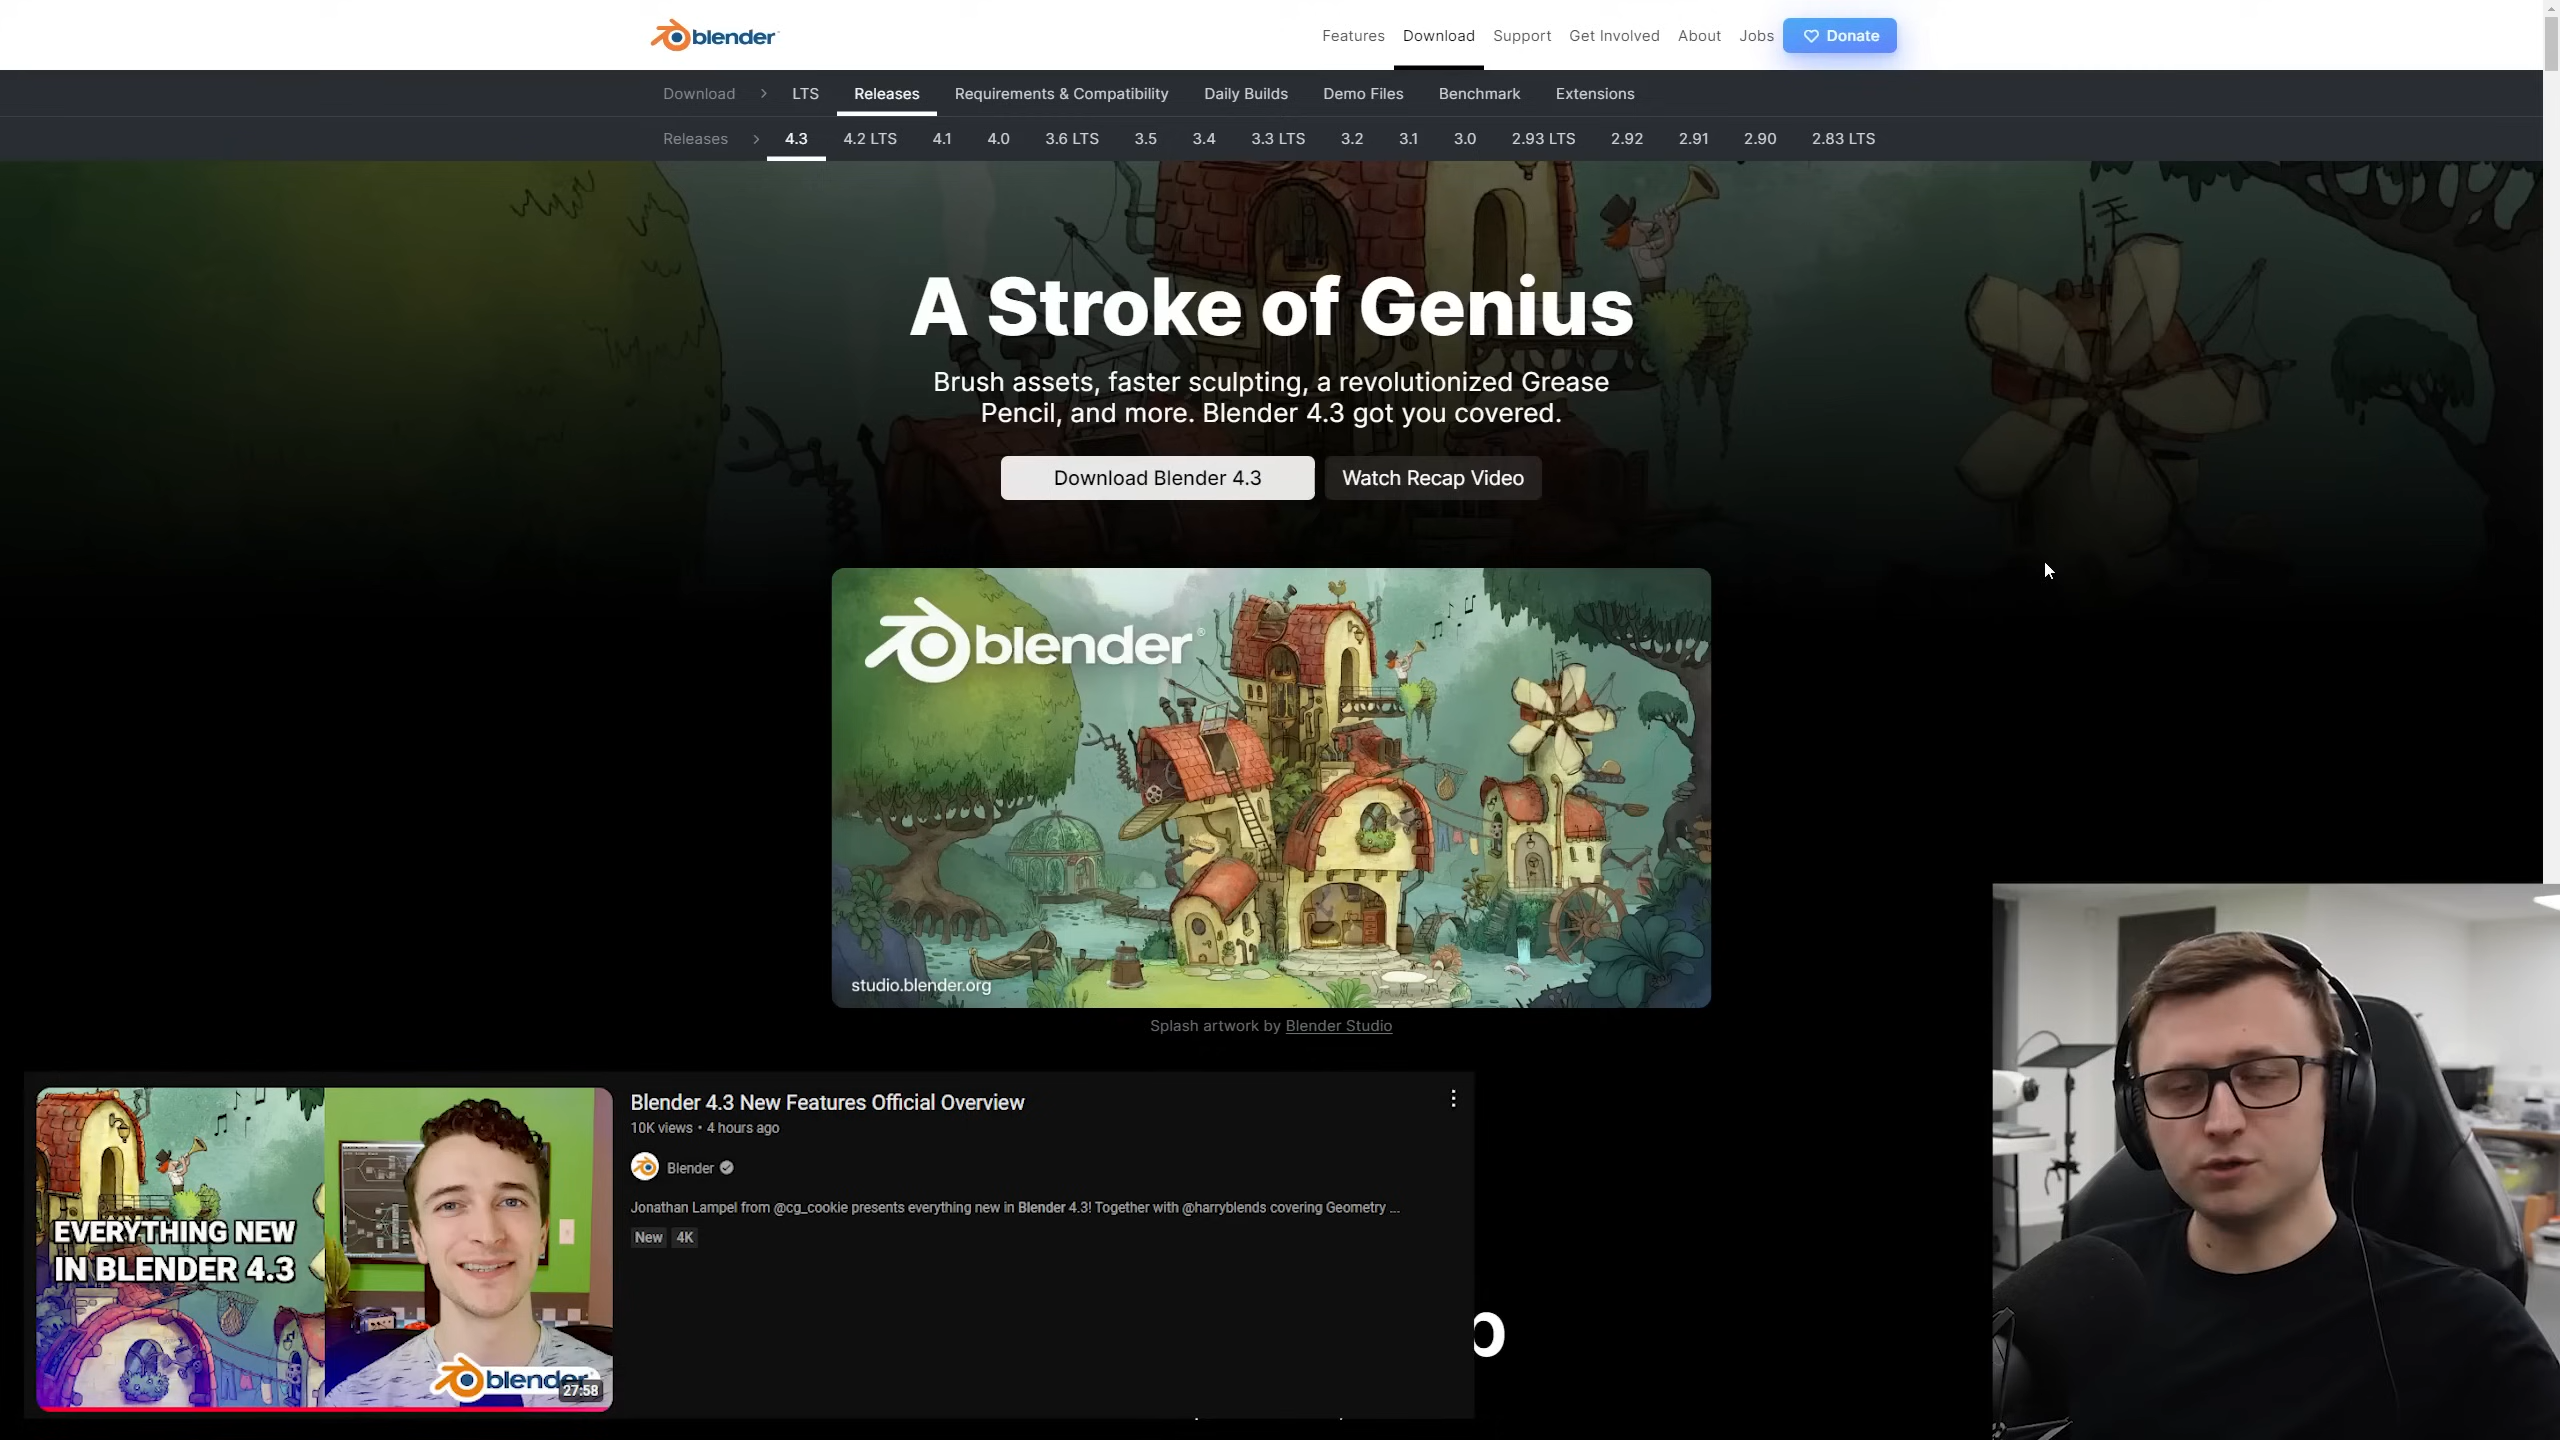 blender
Features Download Support Get Involved About Jobs Donate
Download > LTS Releases Requirements & Compatibility Daily Builds Demo Files Benchmark Extensions
Releases > 4.3 4.2 LTS 4.1 4.0 3.6 LTS 3.5 3.4 3.3 LTS 3.2 3.1 3.0 2.93 LTS 2.92 2.91 2.90 2.83 LTS
A Stroke of Genius
Brush assets, faster sculpting, a revolutionized Grease
Pencil, and more. Blender 4.3 got you covered.
Download Blender 4.3 Watch Recap Video
blender
studio.blender.org
Splash artwork by Blender Studio
EVERYTHING NEW
IN BLENDER 4.3
blender
27:58
Blender 4.3 New Features Official Overview
10K views • 4 hours ago
Blender
Jonathan Lampel from @cg_cookie presents everything new in Blender 4.3! Together with @harryblends covering Geometry ...
New 4K